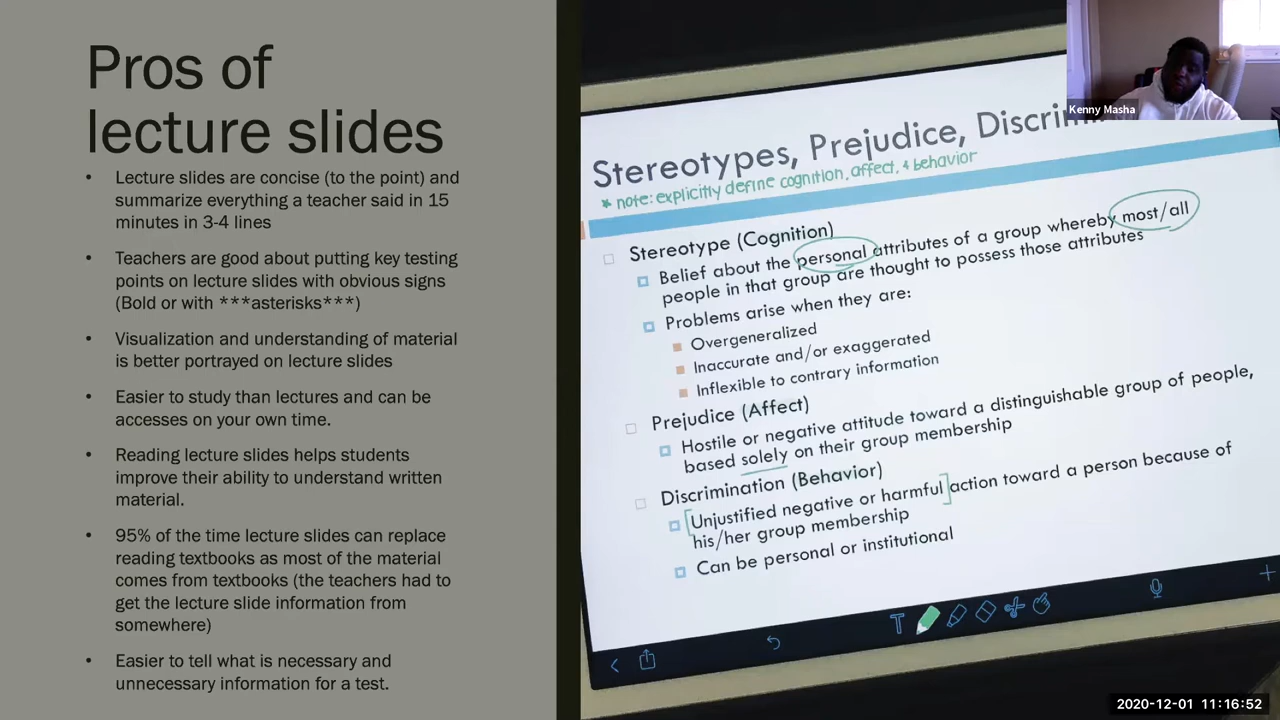 Pros of
lecture slides
• Lecture slides are concise (to the point) and
summarize everything a teacher said in 15
minutes in 3-4 lines
• Teachers are good about putting key testing
points on lecture slides with obvious signs
(Bold or with ***asterisks***)
• Visualization and understanding of material
is better portrayed on lecture slides
• Easier to study than lectures and can be
accesses on your own time.
• Reading lecture slides helps students
improve their ability to understand written
material.
• 95% of the time lecture slides can replace
reading textbooks as most of the material
comes from textbooks (the teachers had to
get the lecture slide information from
somewhere)
• Easier to tell what is necessary and
unnecessary information for a test.
Kenny Masha
Stereotypes, Prejudice, Discrim
* note: explicitly define cognition, affect, & behavior
Stereotype (Cognition)
Belief about the personal attributes of a group whereby most/all
people in that group are thought to possess those attributes
Problems arise when they are:
Overgeneralized
Inaccurate and/or exaggerated
Inflexible to contrary information
Prejudice (Affect)
Hostile or negative attitude toward a distinguishable group of people,
based solely on their group membership
Discrimination (Behavior)
[Unjustified negative or harmful] action toward a person because of
his/her group membership
Can be personal or institutional
T
2020-12-01 11:16:52